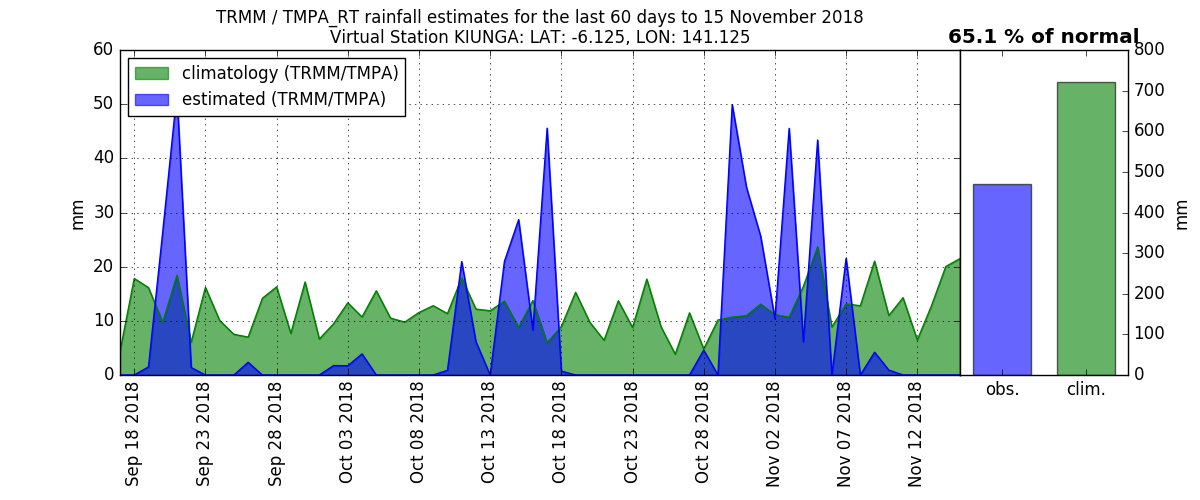 TRMM / TMPA_RT rainfall estimates for the last 60 days to 15 November 2018
Virtual Station KIUNGA: LAT: -6.125, LON: 141.125
65.1 % of normal
climatology (TRMM/TMPA)
estimated (TRMM/TMPA)
60
50
40
30
20
10
0
mm
800
700
600
500
400
300
200
100
0
mm
Sep 18 2018
Sep 23 2018
Sep 28 2018
Oct 03 2018
Oct 08 2018
Oct 13 2018
Oct 18 2018
Oct 23 2018
Oct 28 2018
Nov 02 2018
Nov 07 2018
Nov 12 2018
obs.
clim.